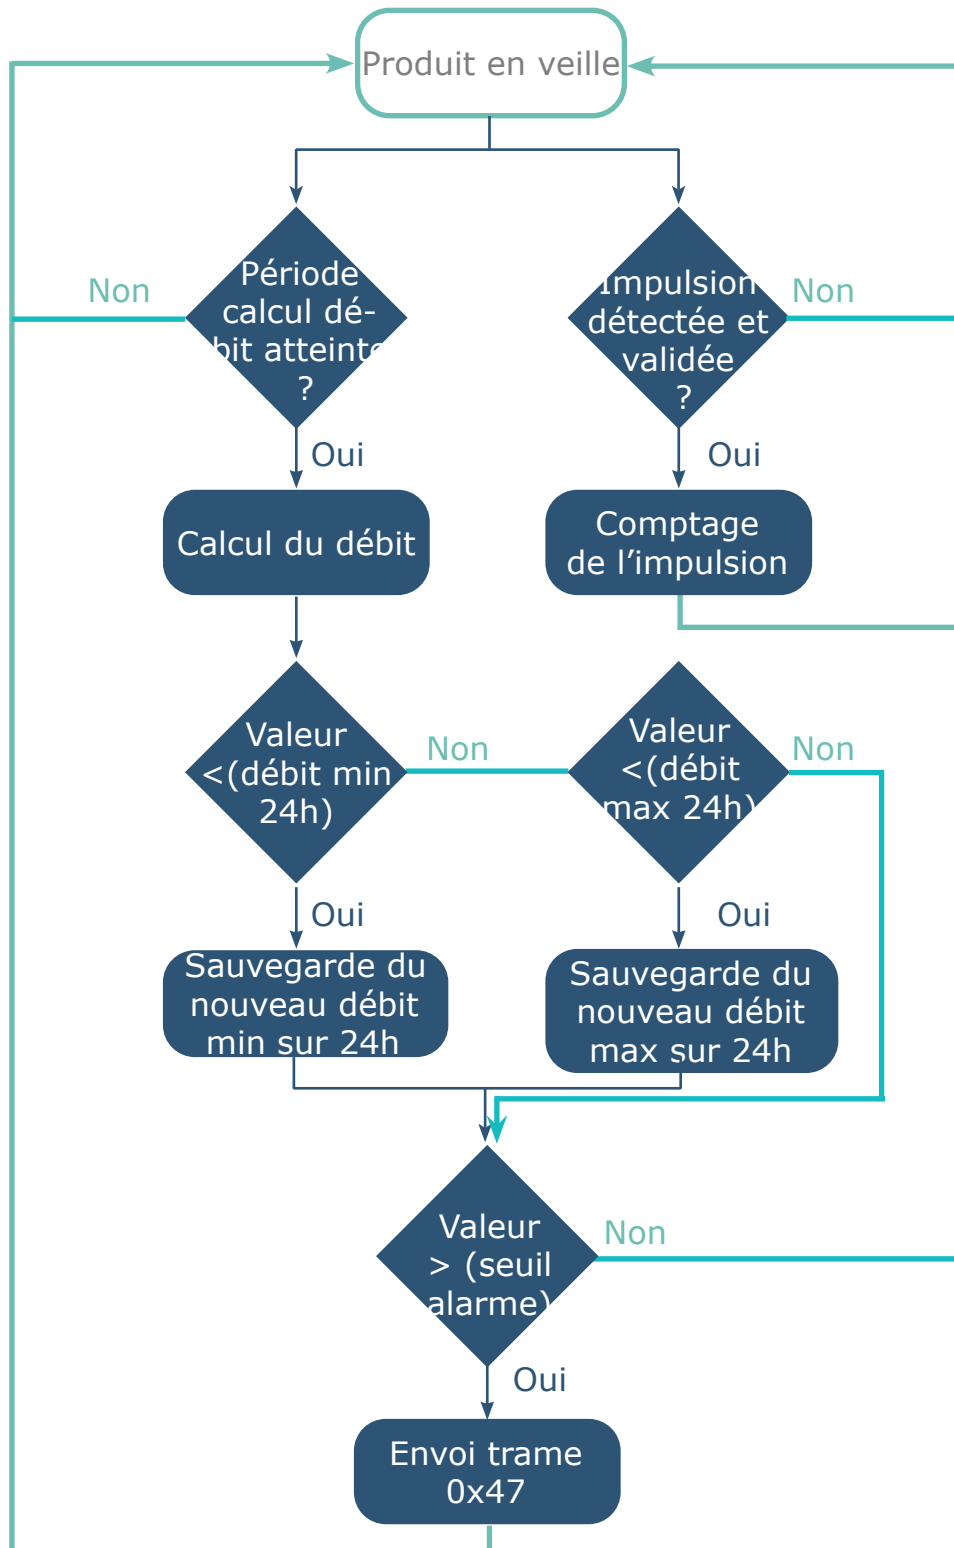 Produit en veille
Période
calcul dé-
bit atteinte
?
Non
Impulsion
détectée et
validée
?
Non
Oui
Oui
Calcul du débit
Comptage
de l’impulsion
Valeur
<(débit min
24h)
Non
Valeur
<(débit
max 24h)
Non
Oui
Oui
Sauvegarde du
nouveau débit
min sur 24h
Sauvegarde du
nouveau débit
max sur 24h
Valeur
> (seuil
alarme)
Non
Oui
Envoi trame
0x47